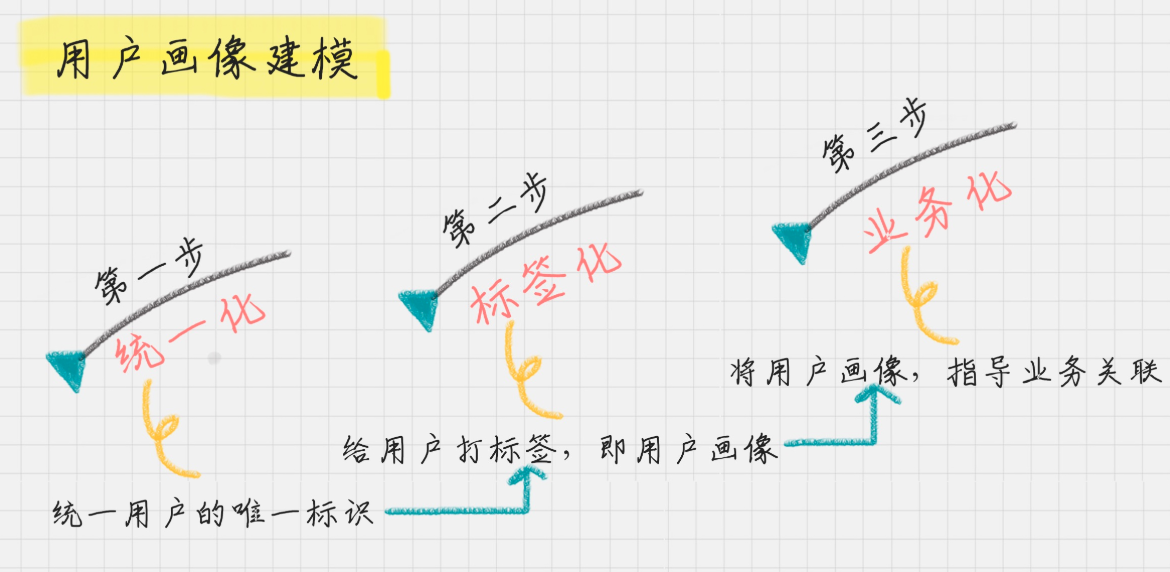 用户画像建模
第一步
统一化
统一用户的唯一标识
第二步
标签化
给用户打标签，即用户画像
第三步
业务化
将用户画像，指导业务关联